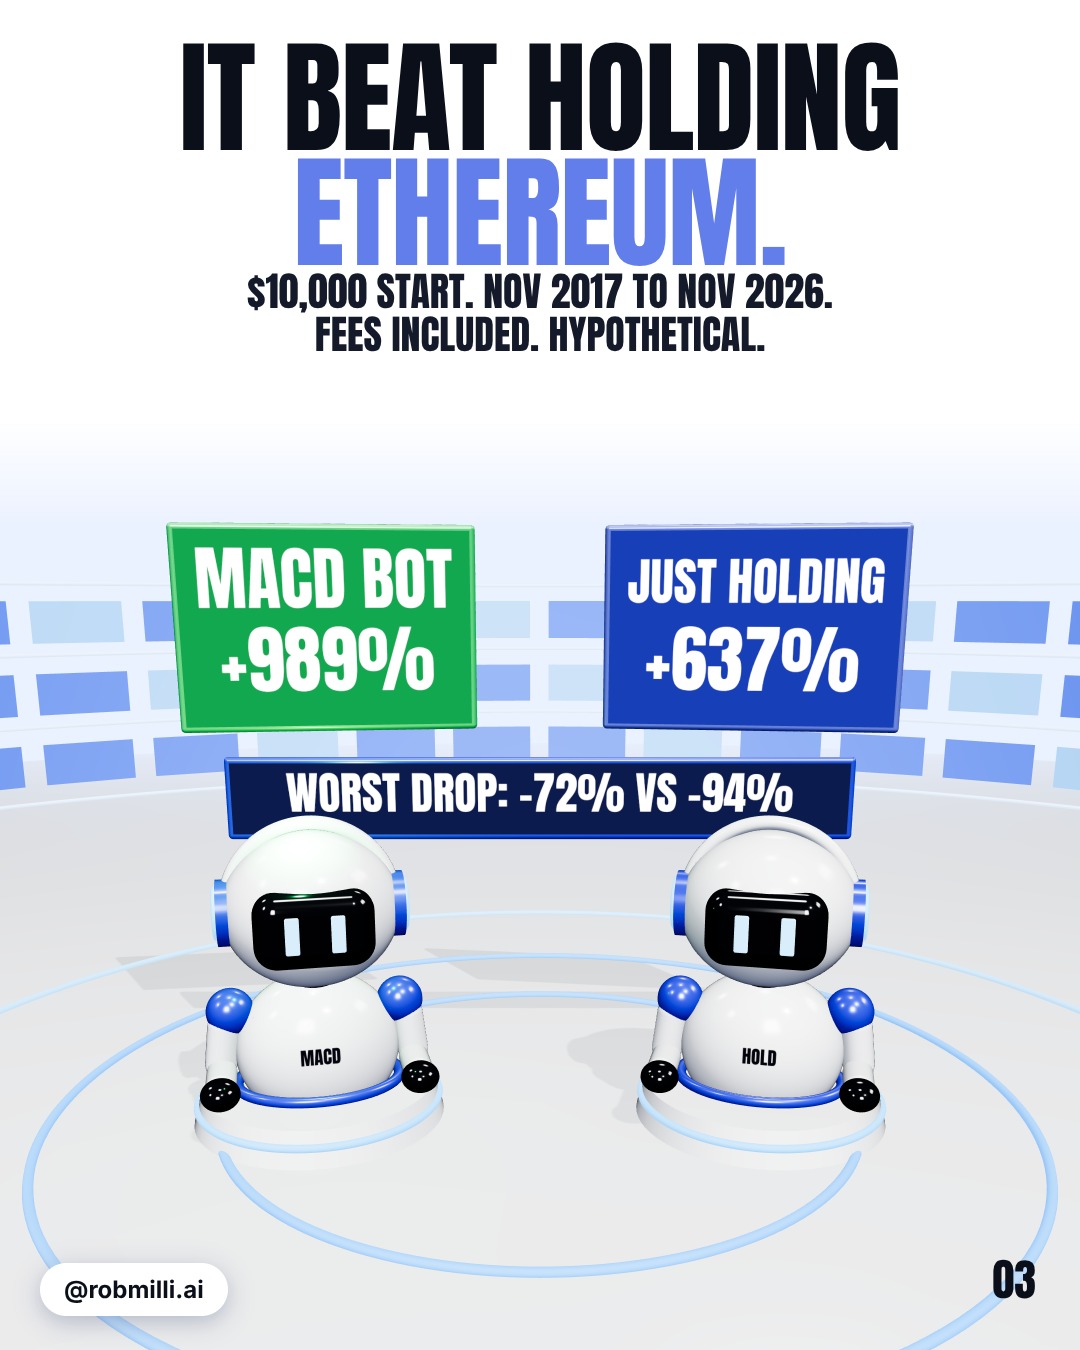 IT BEAT HOLDING
ETHEREUM.
$10,000 START. NOV 2017 TO NOV 2026.
FEES INCLUDED. HYPOTHETICAL.
MACD BOT
+989%
JUST HOLDING
+637%
WORST DROP: -72% VS -94%
MACD
HOLD
@robmilli.ai
03